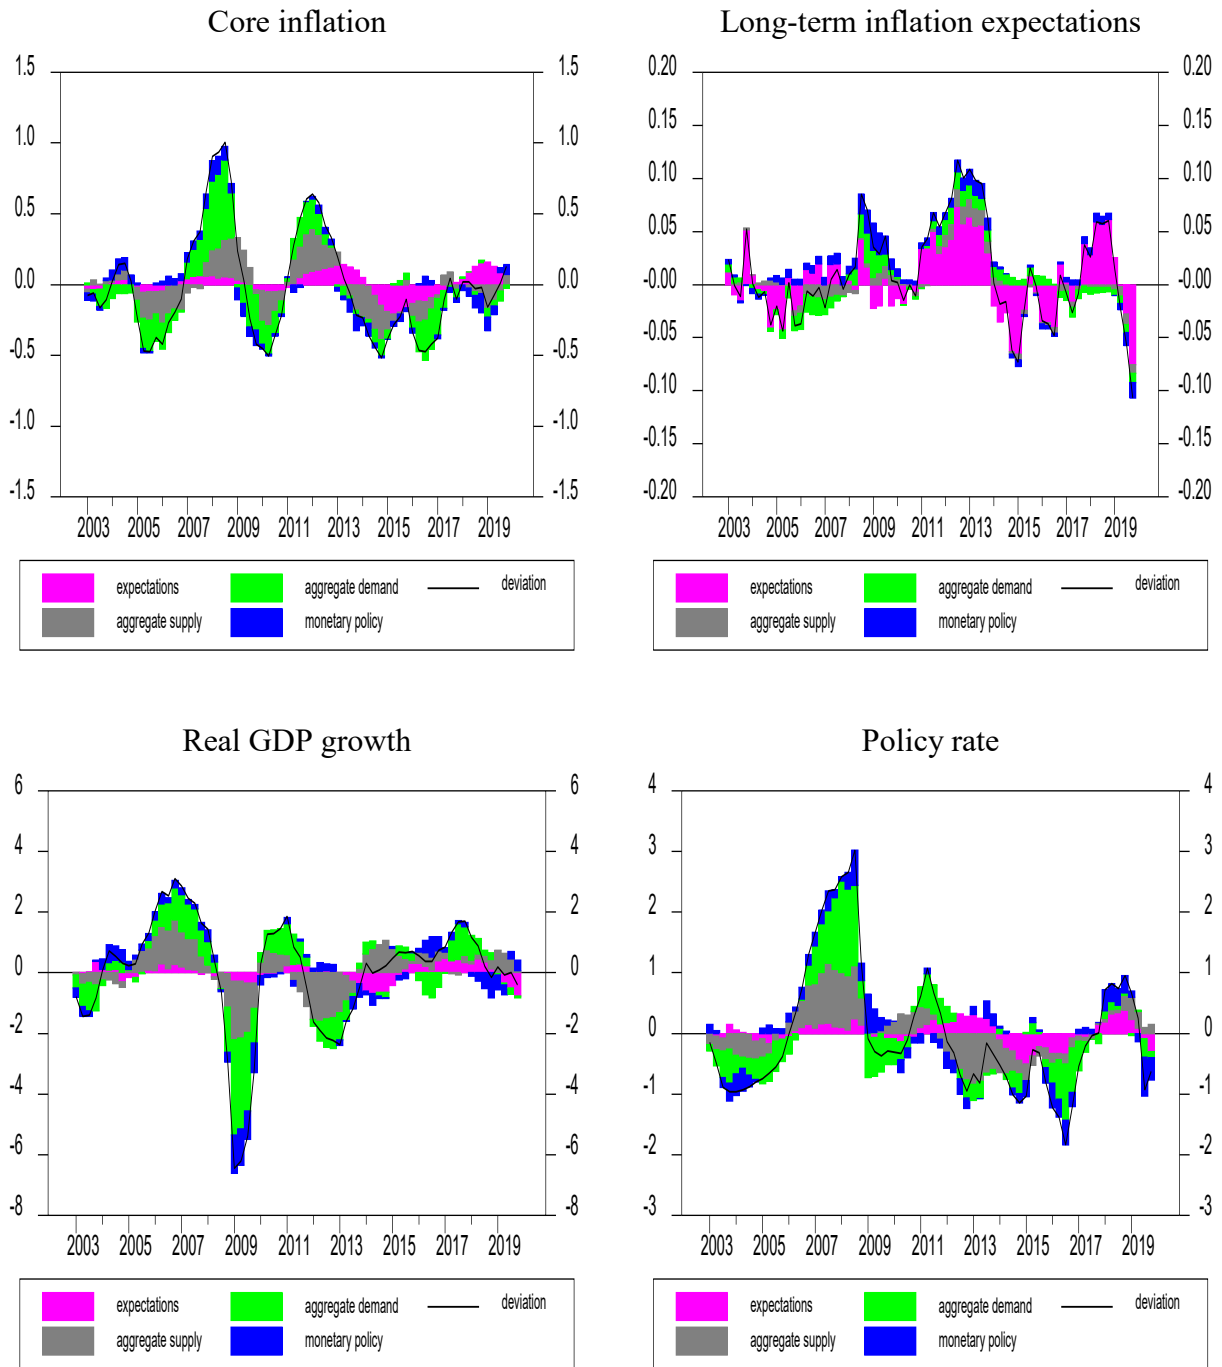 Core inflation
1.5 1.5
1.0 1.0
0.5 0.5
0.0 0.0
-0.5 -0.5
-1.0 -1.0
-1.5 -1.5
2003 2005 2007 2009 2011 2013 2015 2017 2019
expectations aggregate demand deviation
aggregate supply monetary policy
Long-term inflation expectations
0.20 0.20
0.15 0.15
0.10 0.10
0.05 0.05
-0.00 -0.00
-0.05 -0.05
-0.10 -0.10
-0.15 -0.15
-0.20 -0.20
2003 2005 2007 2009 2011 2013 2015 2017 2019
expectations aggregate demand deviation
aggregate supply monetary policy
Real GDP growth
6 6
4 4
2 2
0 0
-2 -2
-4 -4
-6 -6
-8 -8
2003 2005 2007 2009 2011 2013 2015 2017 2019
expectations aggregate demand deviation
aggregate supply monetary policy
Policy rate
4 4
3 3
2 2
1 1
0 0
-1 -1
-2 -2
-3 -3
2003 2005 2007 2009 2011 2013 2015 2017 2019
expectations aggregate demand deviation
aggregate supply monetary policy